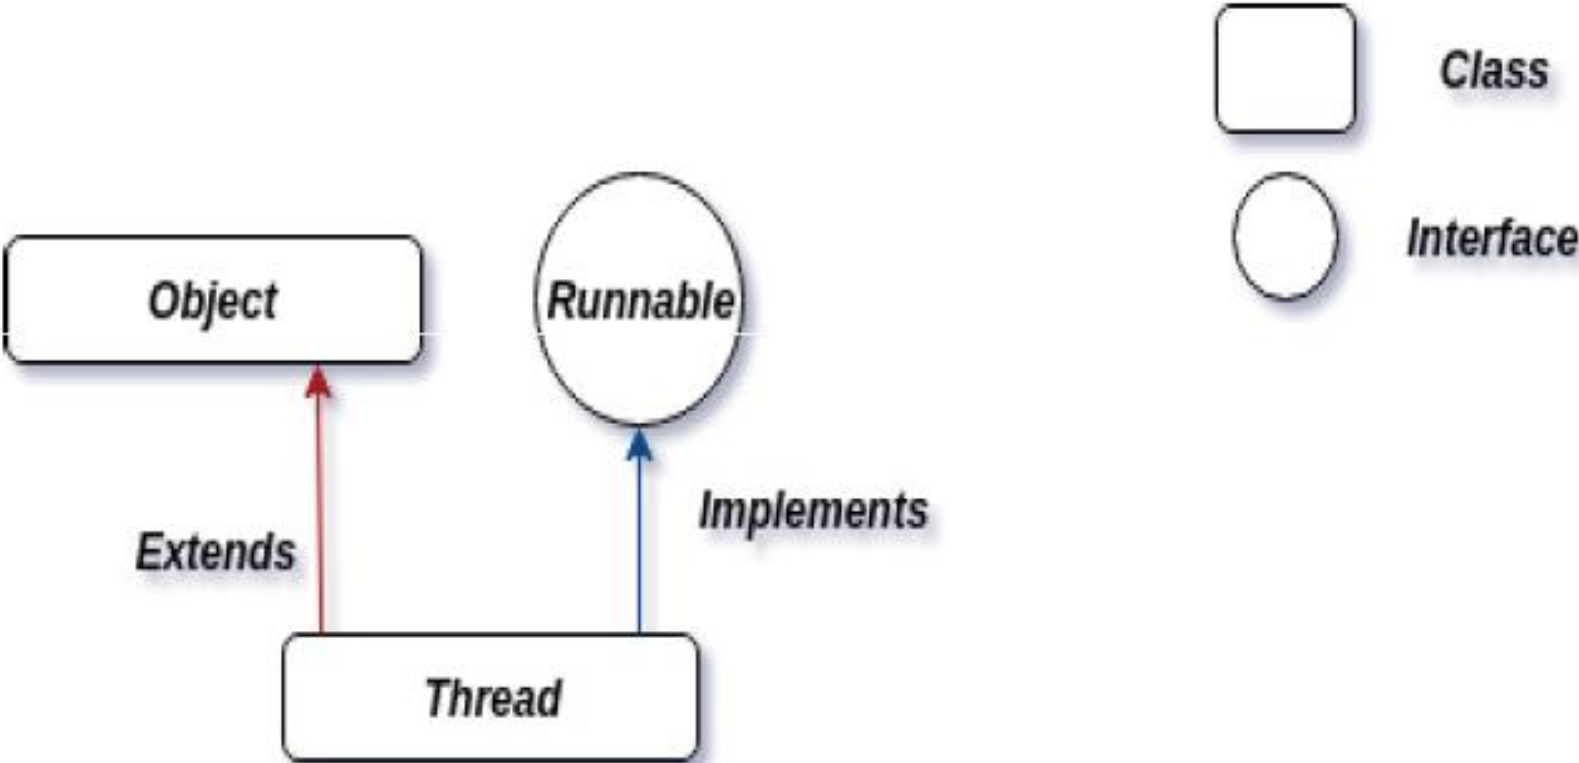 Class
Interface
Object
Runnable
Extends
Implements
Thread